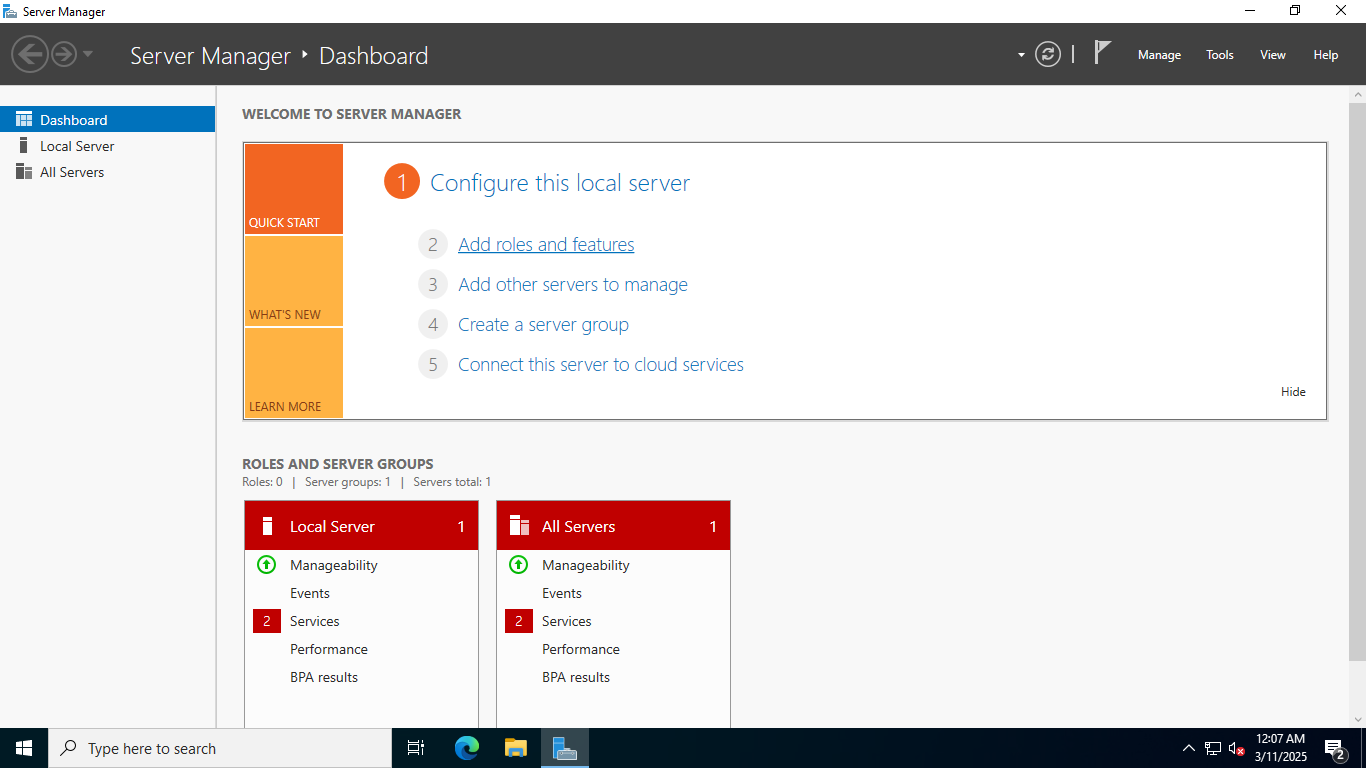 Server Manager
Server Manager ‣ Dashboard
Manage
Tools
View
Help
Dashboard
Local Server
All Servers
WELCOME TO SERVER MANAGER
QUICK START
WHAT'S NEW
LEARN MORE
1 Configure this local server
2 Add roles and features
3 Add other servers to manage
4 Create a server group
5 Connect this server to cloud services
Hide
ROLES AND SERVER GROUPS
Roles: 0 | Server groups: 1 | Servers total: 1
Local Server 1
Manageability
Events
2 Services
Performance
BPA results
All Servers 1
Manageability
Events
2 Services
Performance
BPA results
Type here to search
12:07 AM
3/11/2025
2